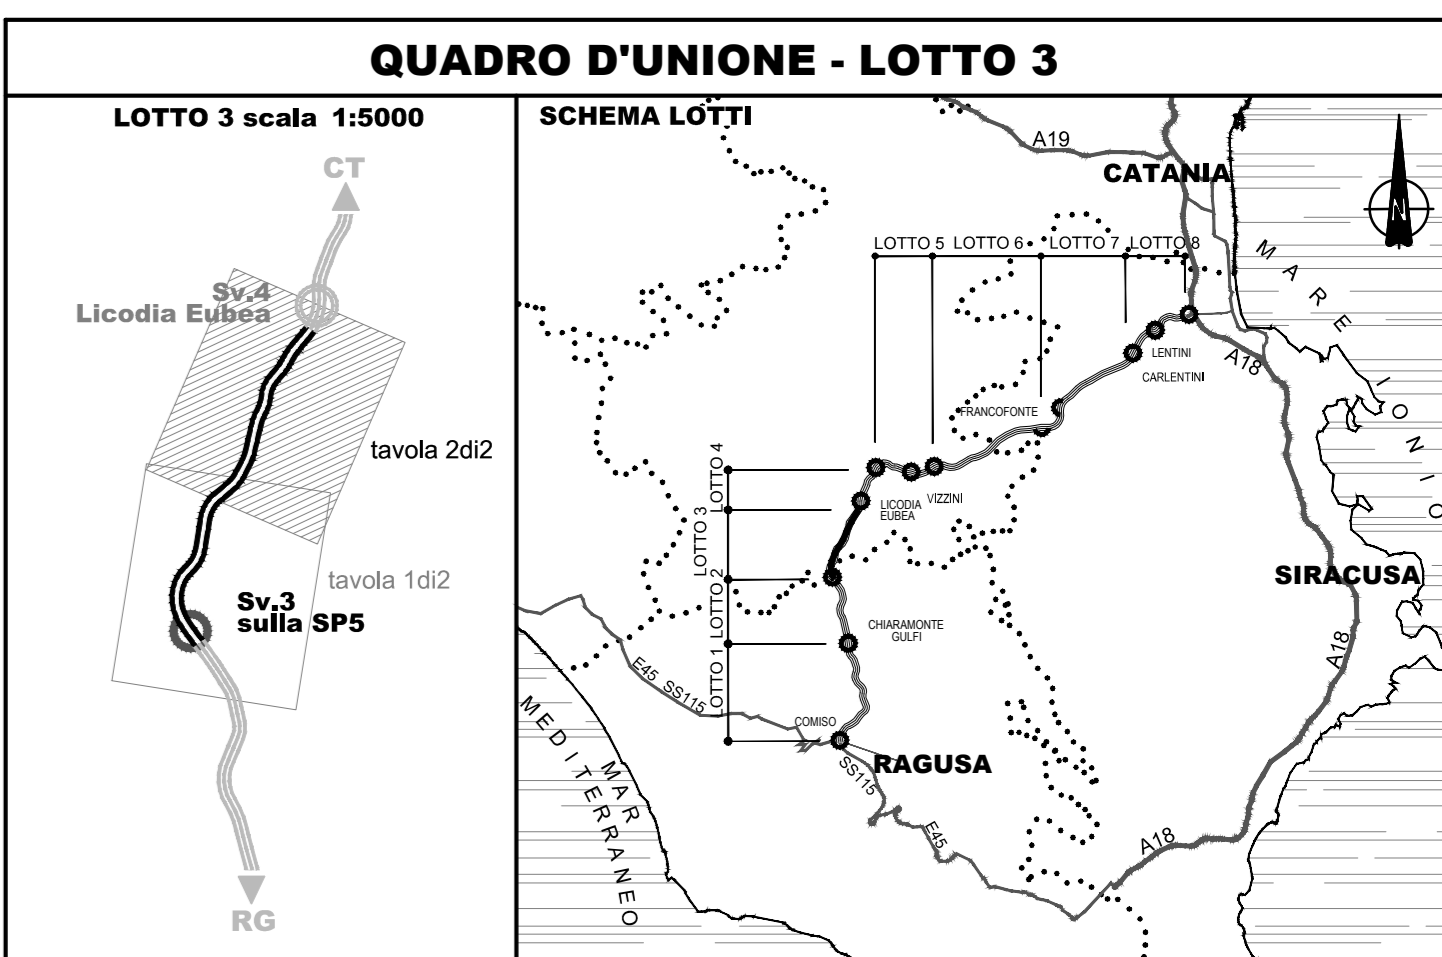 QUADRO D'UNIONE - LOTTO 3
LOTTO 3 scala 1:5000
CT
Sv.4
Licodia Eubea
tavola 2di2
tavola 1di2
Sv.3
sulla SP5
RG
SCHEMA LOTTI
A19
CATANIA
N
LOTTO 5
LOTTO 6
LOTTO 7
LOTTO 8
MARE IONIO
LENTINI
CARLENTINI
A18
FRANCOFONTE
LOTTO 4
LOTTO 3
LOTTO 2
LOTTO 1
VIZZINI
LICODIA
EUBEA
SIRACUSA
CHIARAMONTE
GULFI
A18
E45
SS115
COMISO
RAGUSA
SS115
E45
A18
MAR
MEDITERRANEO